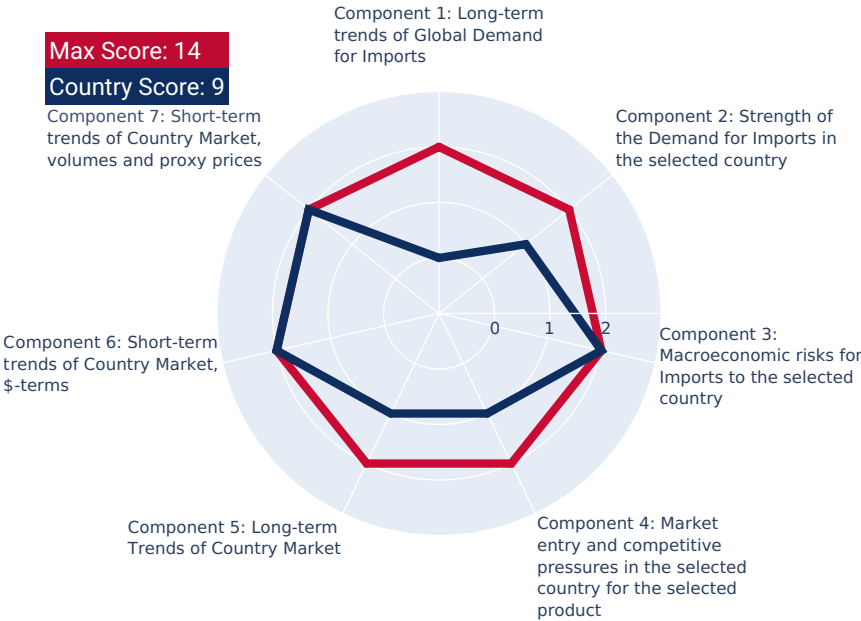 Component 1: Long-term
trends of Global Demand
for Imports
Max Score: 14
Country Score: 9
Component 7: Short-term
trends of Country Market,
volumes and proxy prices
Component 2: Strength of
the Demand for Imports in
the selected country
0
1
2
Component 6: Short-term
trends of Country Market,
$-terms
Component 3:
Macroeconomic risks for
Imports to the selected
country
Component 5: Long-term
Trends of Country Market
Component 4: Market
entry and competitive
pressures in the selected
country for the selected
product